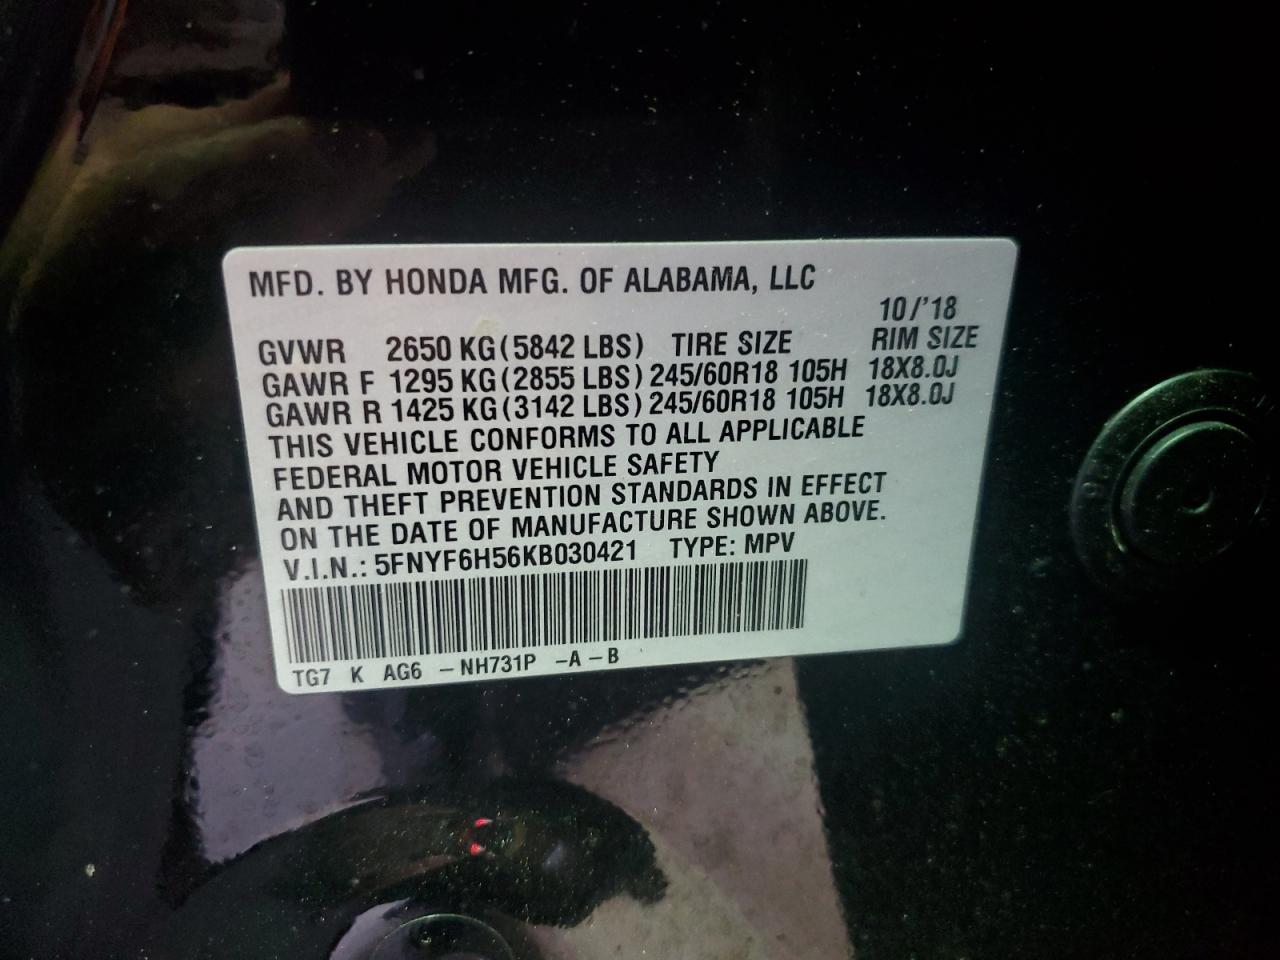 MFD. BY HONDA MFG. OF ALABAMA, LLC
10/'18
GVWR 2650 KG(5842 LBS) TIRE SIZE RIM SIZE
GAWR F 1295 KG(2855 LBS) 245/60R18 105H 18X8.0J
GAWR R 1425 KG(3142 LBS) 245/60R18 105H 18X8.0J
THIS VEHICLE CONFORMS TO ALL APPLICABLE
FEDERAL MOTOR VEHICLE SAFETY
AND THEFT PREVENTION STANDARDS IN EFFECT
ON THE DATE OF MANUFACTURE SHOWN ABOVE.
V.I.N.: 5FNYF6H56KB030421 TYPE: MPV
TG7 K AG6 – NH731P –A – B